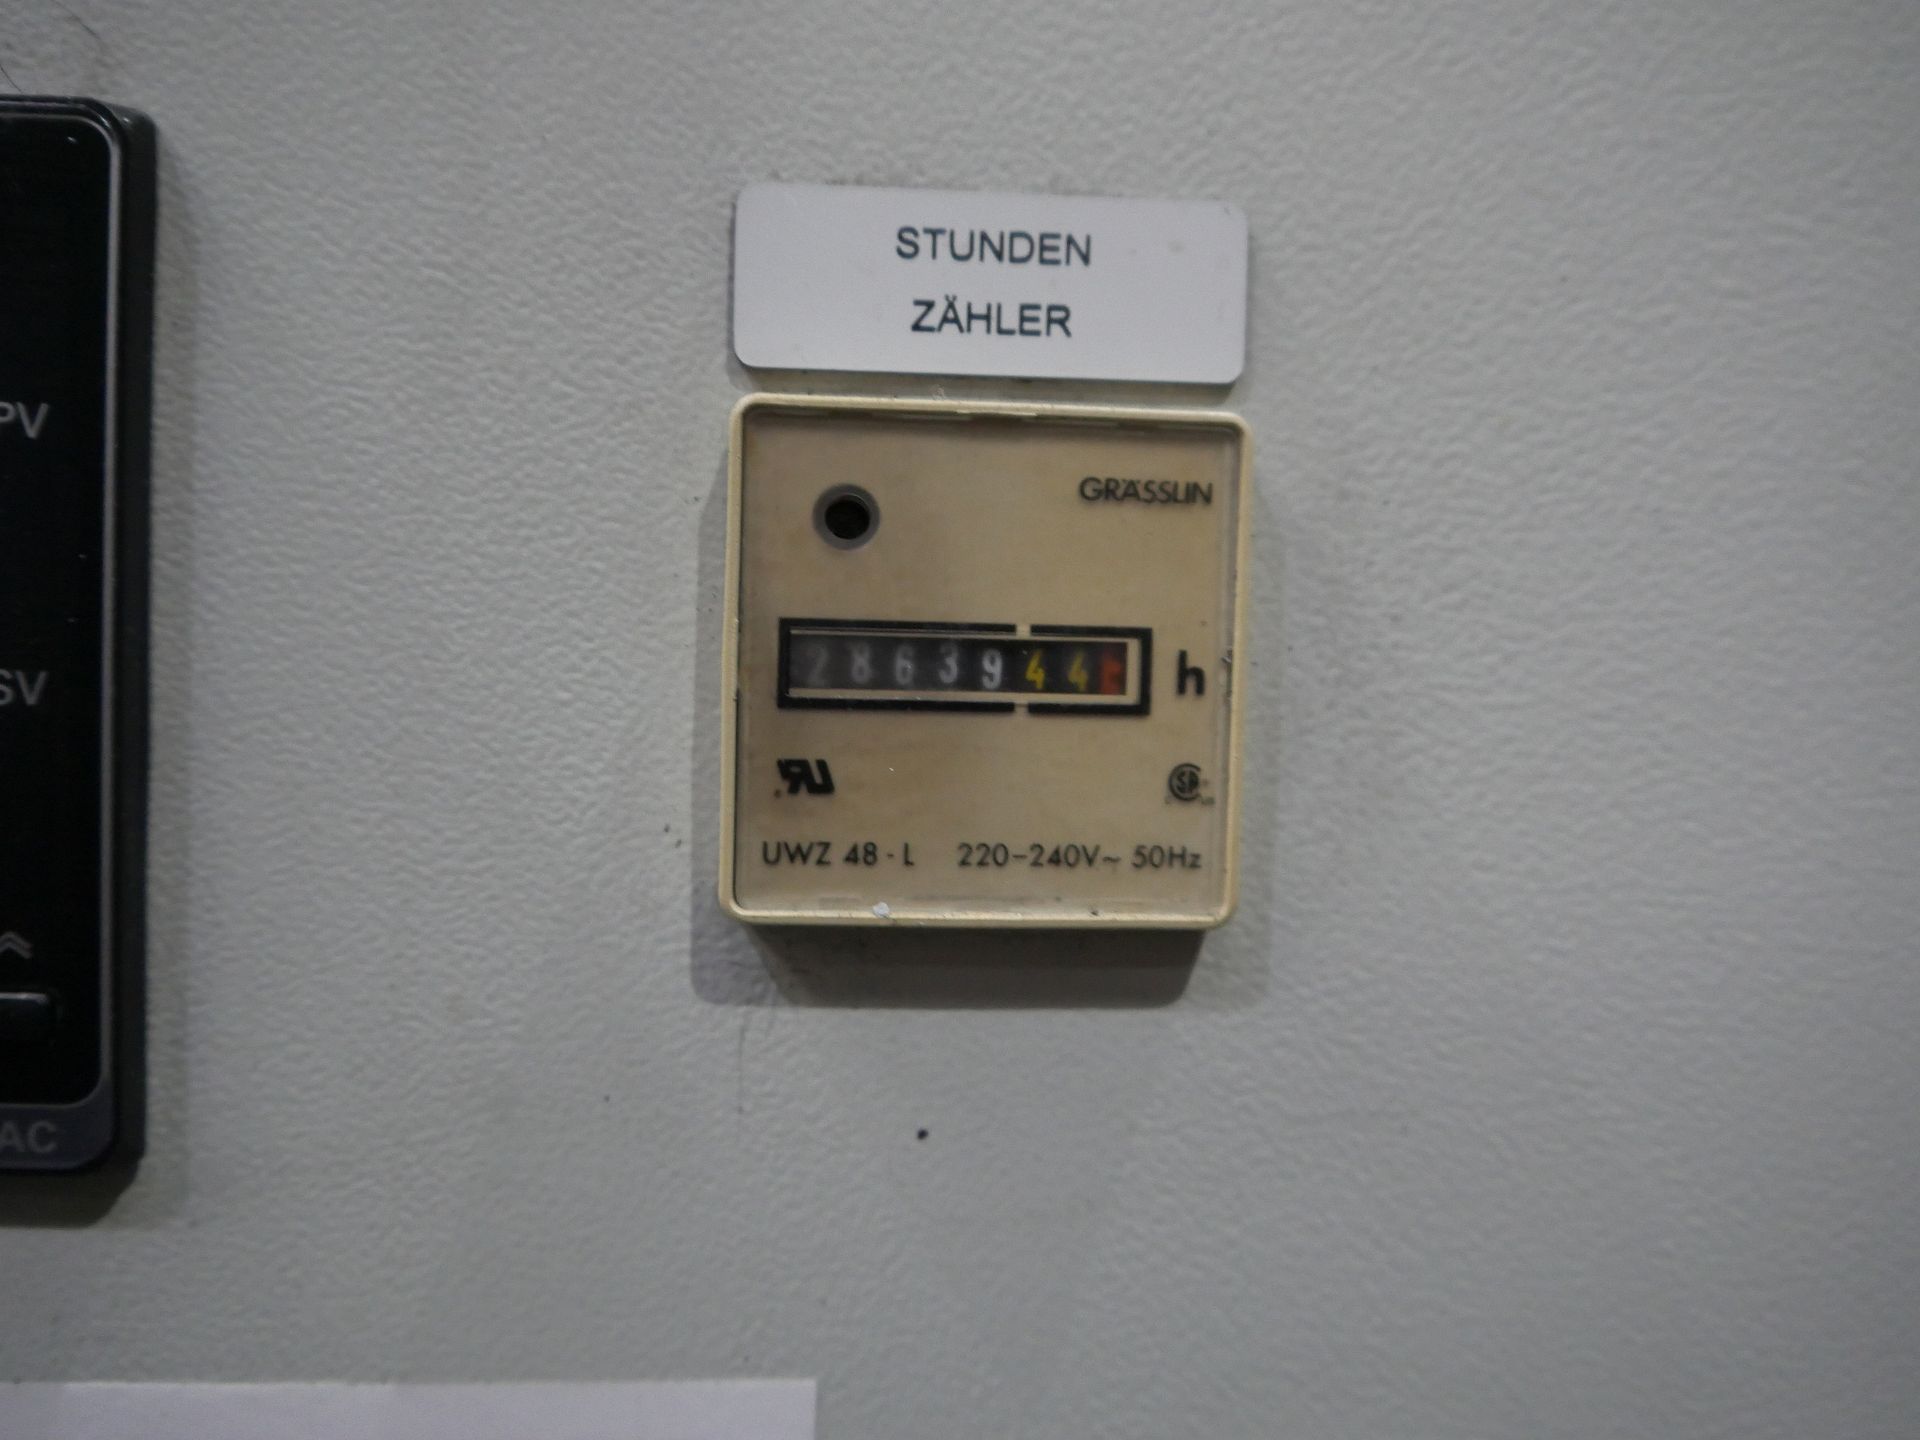 STUNDEN
ZÄHLER
GRÄSSLIN
2863944
h
UWZ 48 - L 220-240V~ 50Hz
PV
SV
AC